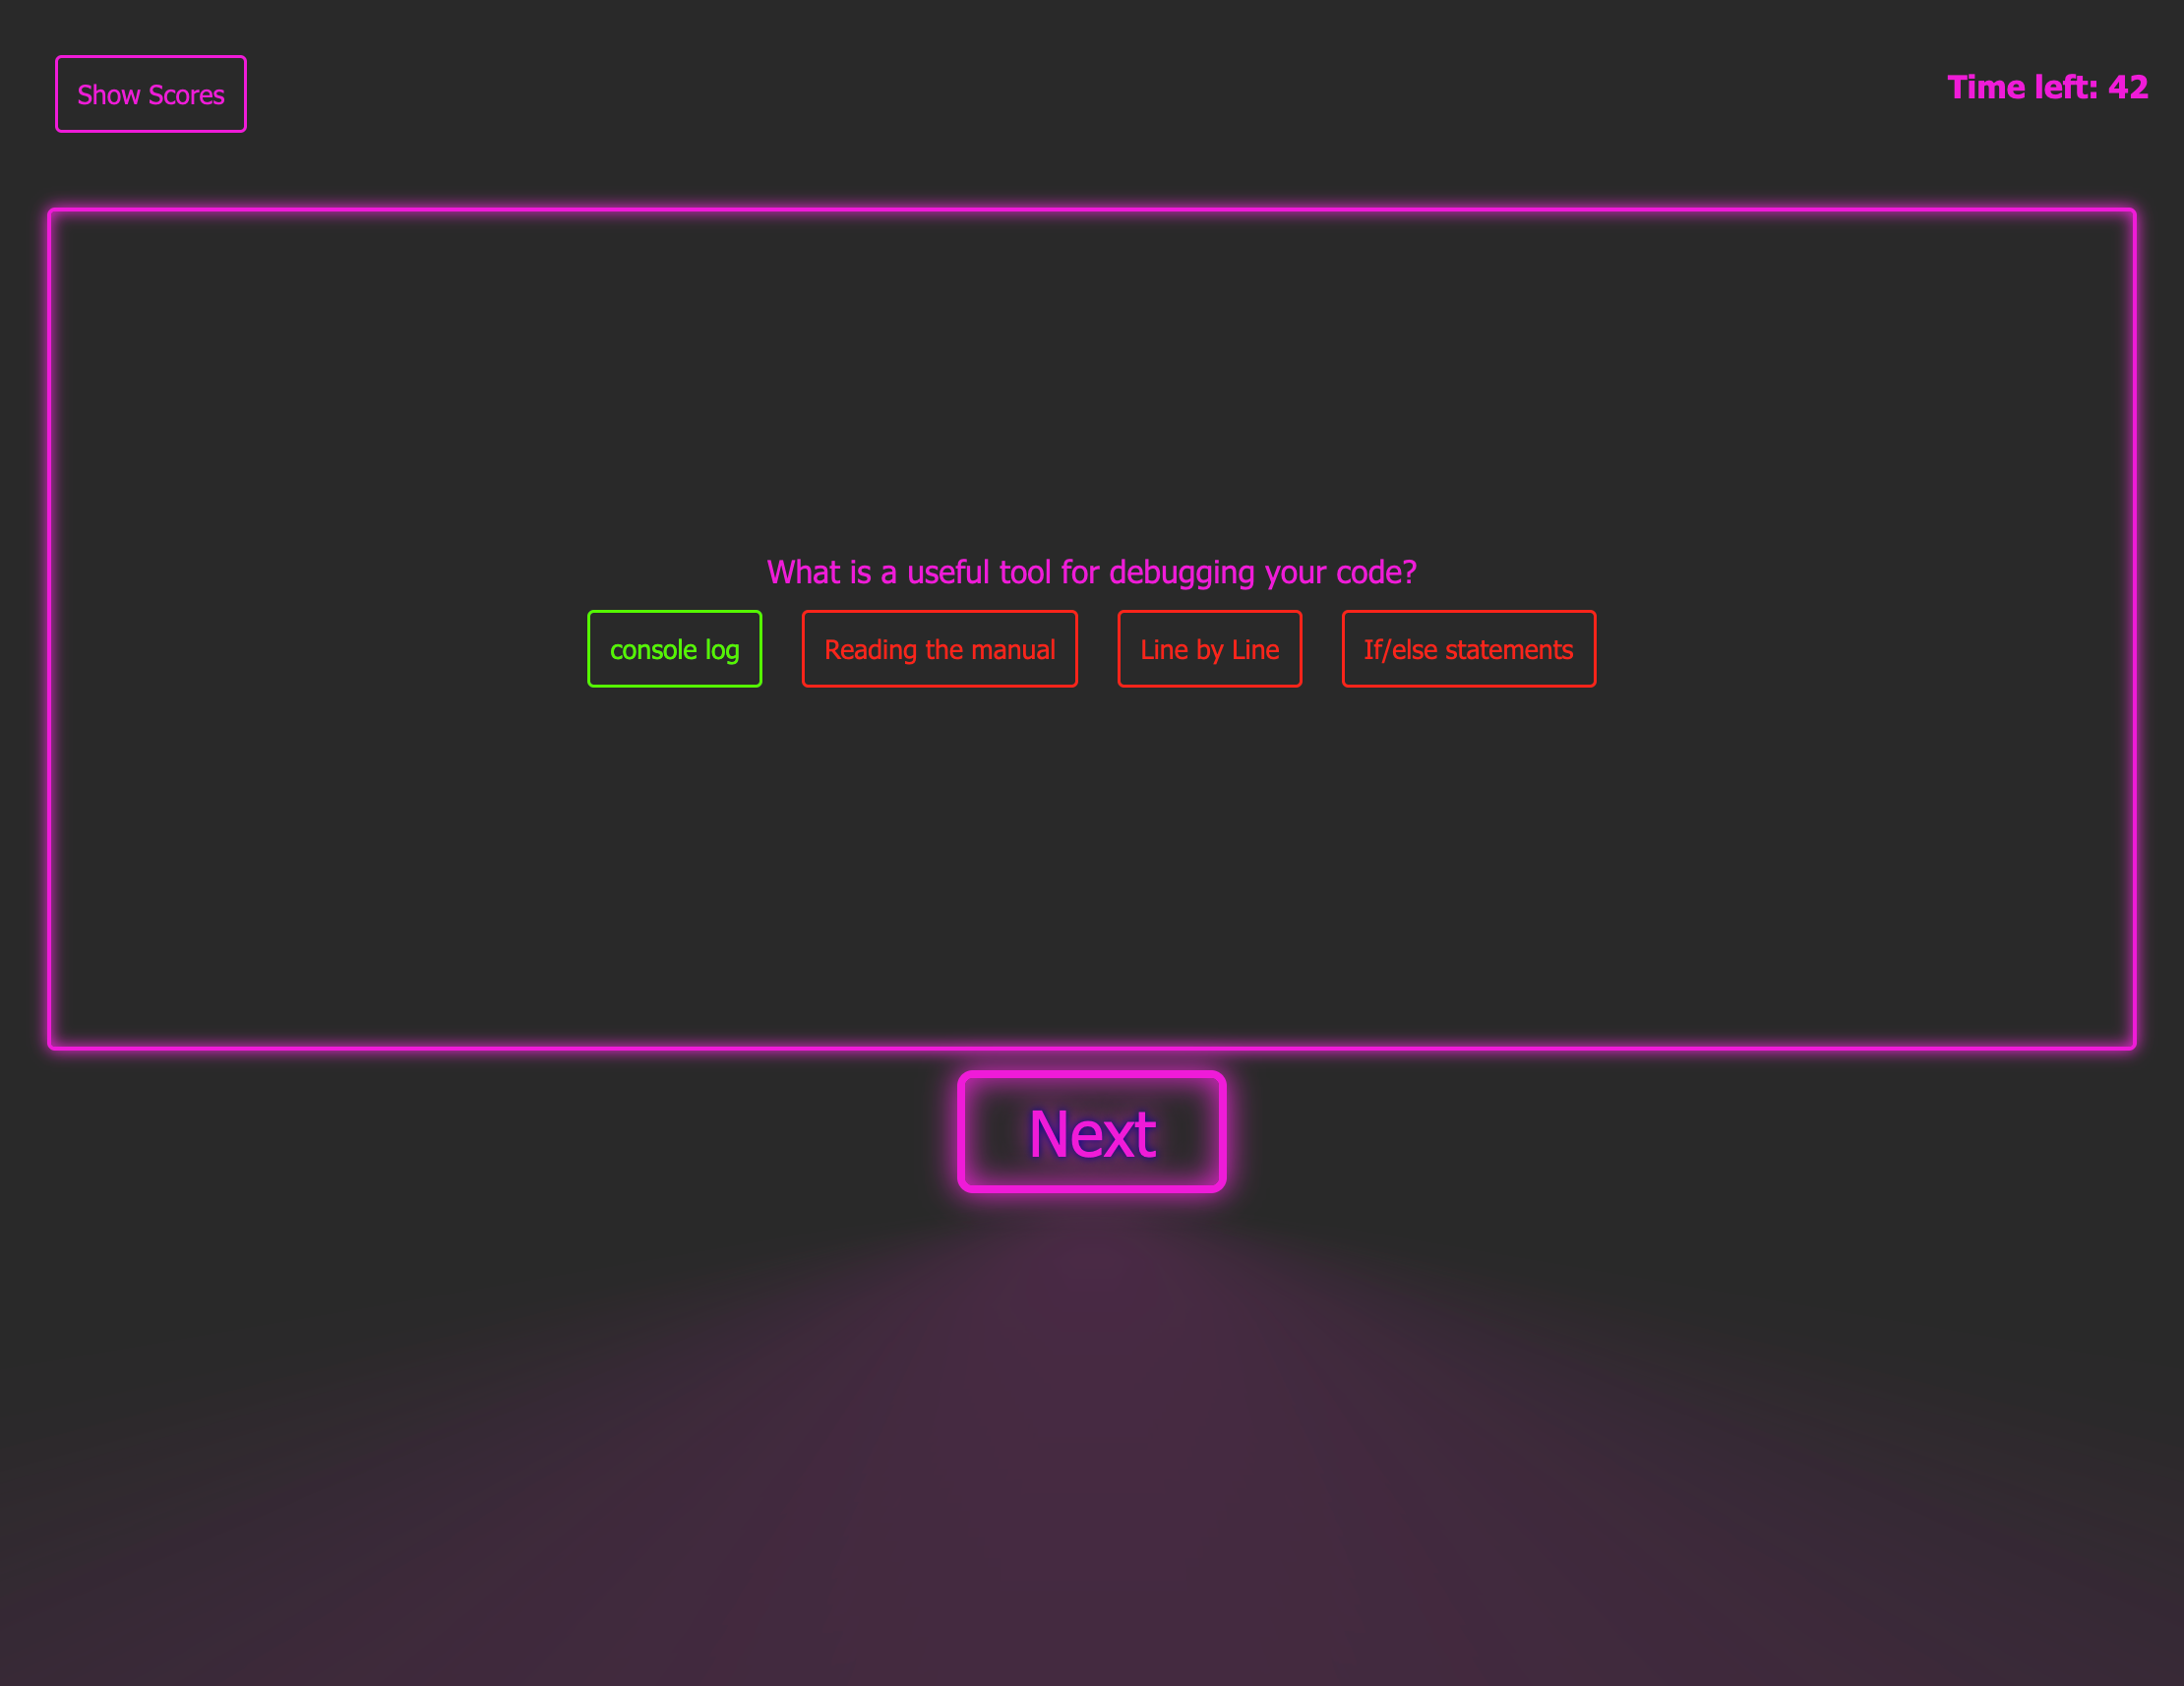 Show Scores
Time left: 42
What is a useful tool for debugging your code?
console log
Reading the manual
Line by Line
If/else statements
Next